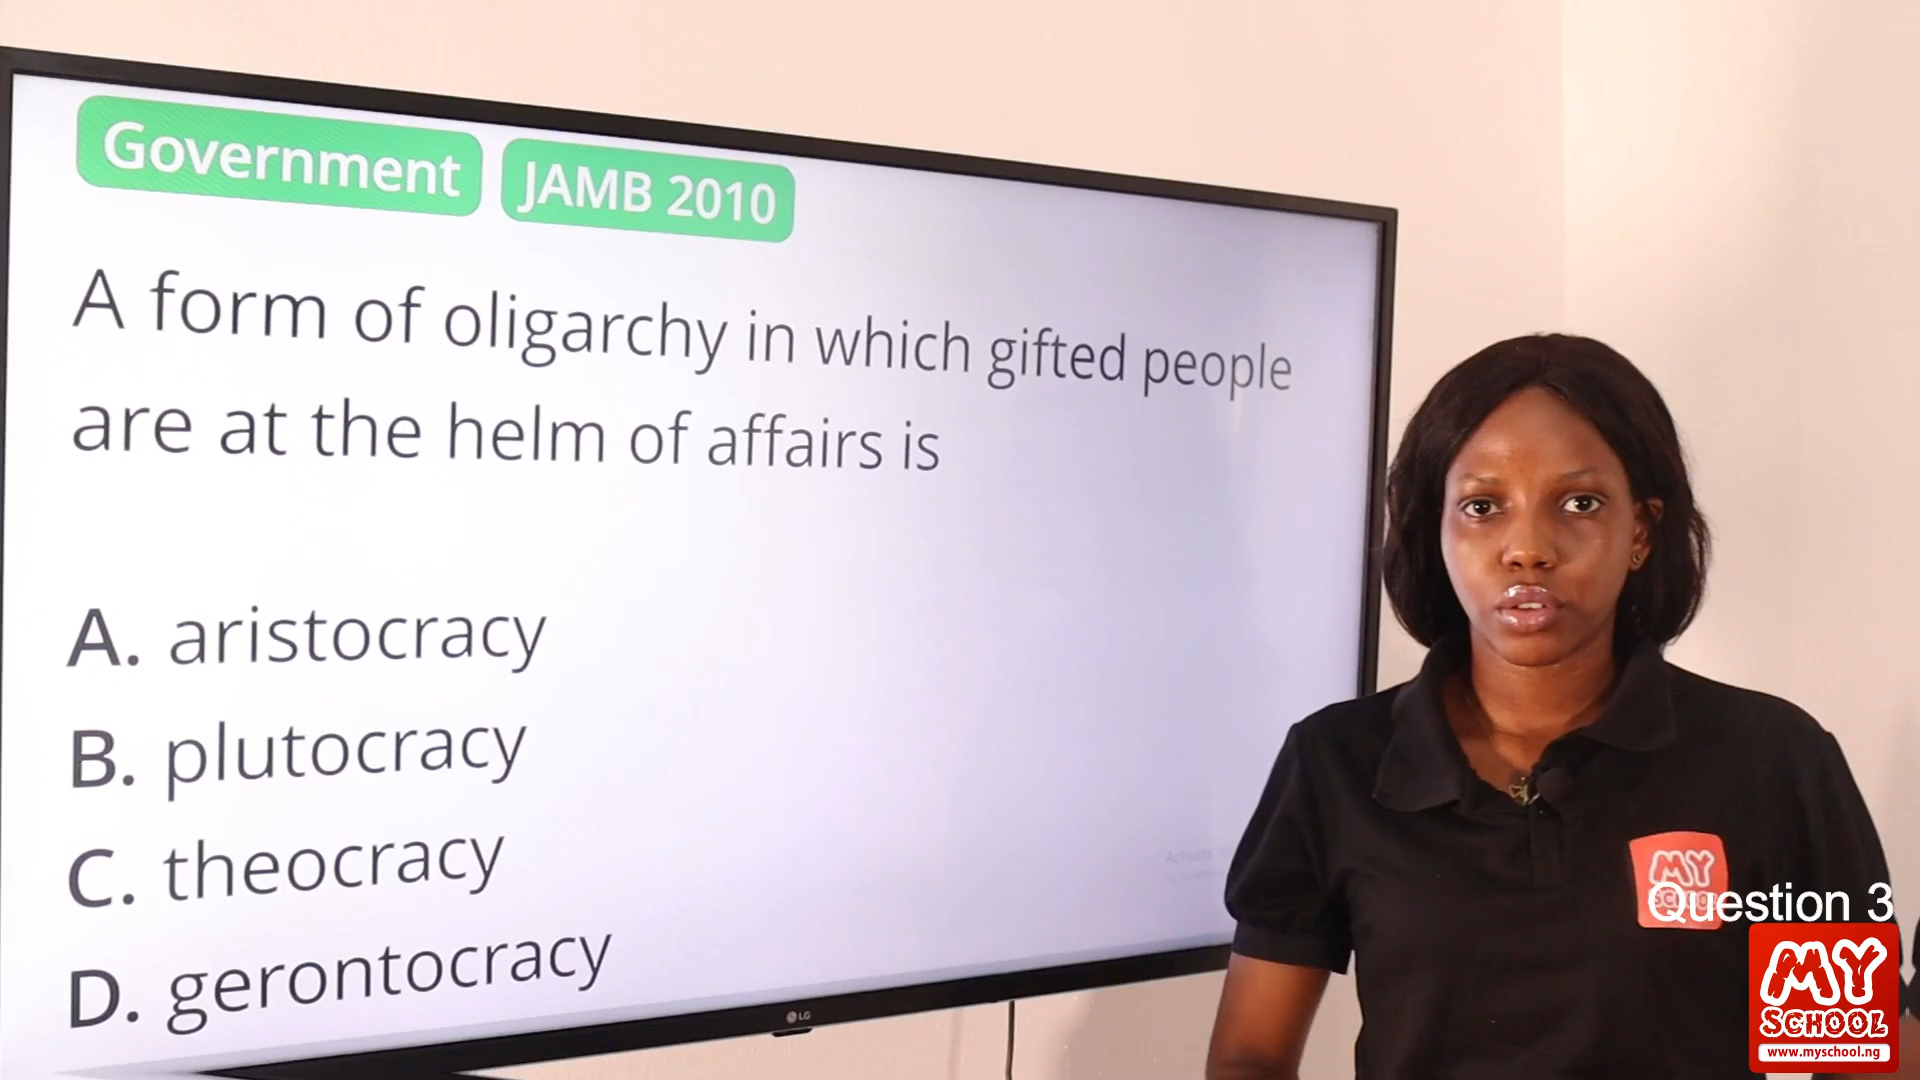 Government JAMB 2010
A form of oligarchy in which gifted people
are at the helm of affairs is
A. aristocracy
B. plutocracy
C. theocracy
D. gerontocracy
LG
MY
Question 3
MY
SCHOOL
www.myschool.ng